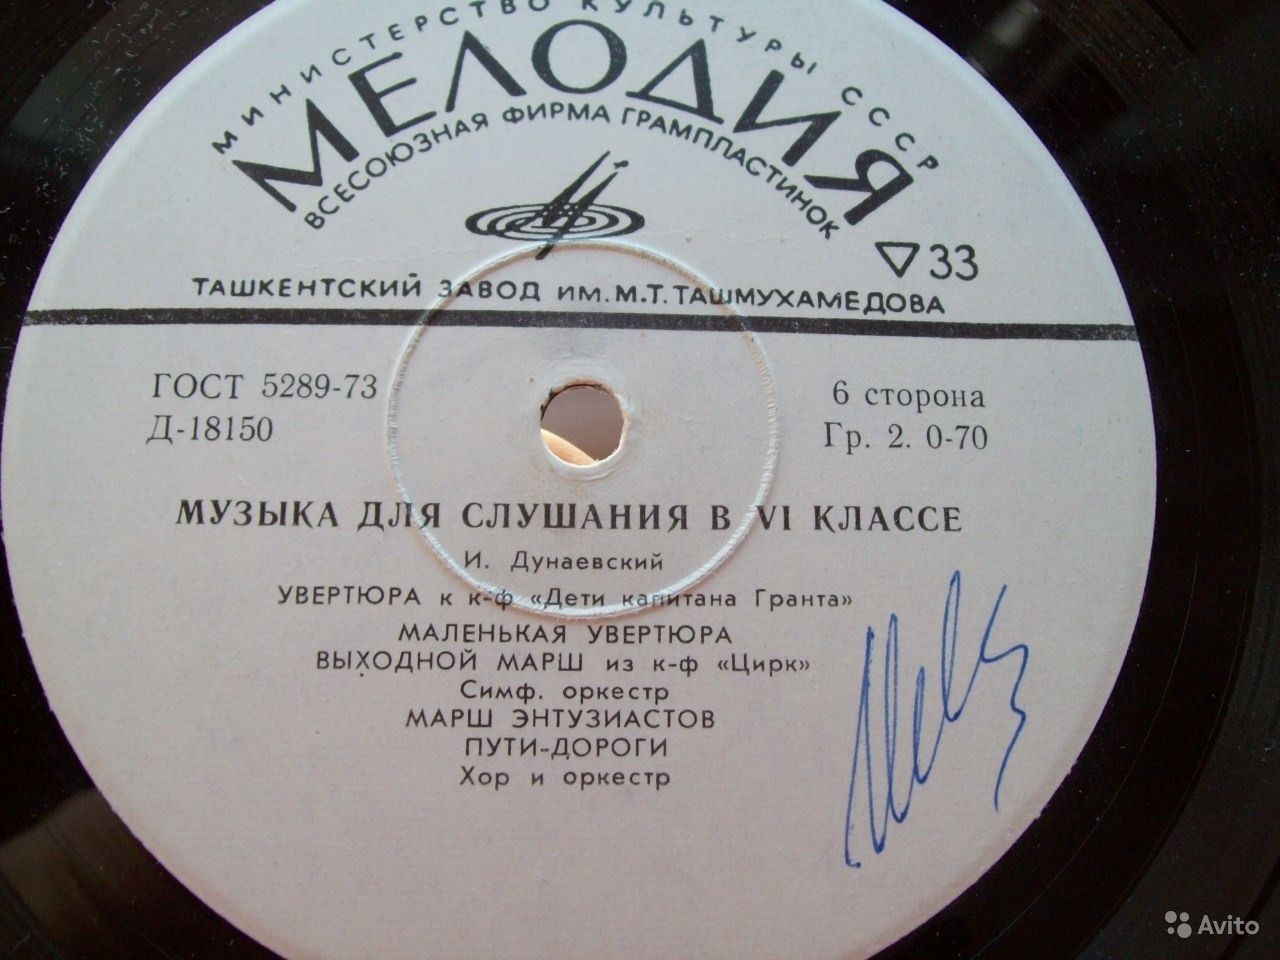 МИНИСТЕРСТВО КУЛЬТУРЫ СССР
МЕЛОДИЯ
ВСЕСОЮЗНАЯ ФИРМА ГРАМПЛАСТИНОК
33
ТАШКЕНТСКИЙ ЗАВОД ИМ. М.Т. ТАШМУХАМЕДОВА
ГОСТ 5289-73
6 сторона
Д-18150
Гр. 2. 0-70
МУЗЫКА ДЛЯ СЛУШАНИЯ В VI КЛАССЕ
И. Дунаевский
УВЕРТЮРА к к-ф «Дети капитана Гранта»
МАЛЕНЬКАЯ УВЕРТЮРА
ВЫХОДНОЙ МАРШ из к-ф «Цирк»
Симф. оркестр
МАРШ ЭНТУЗИАСТОВ
ПУТИ-ДОРОГИ
Хор и оркестр
Avito